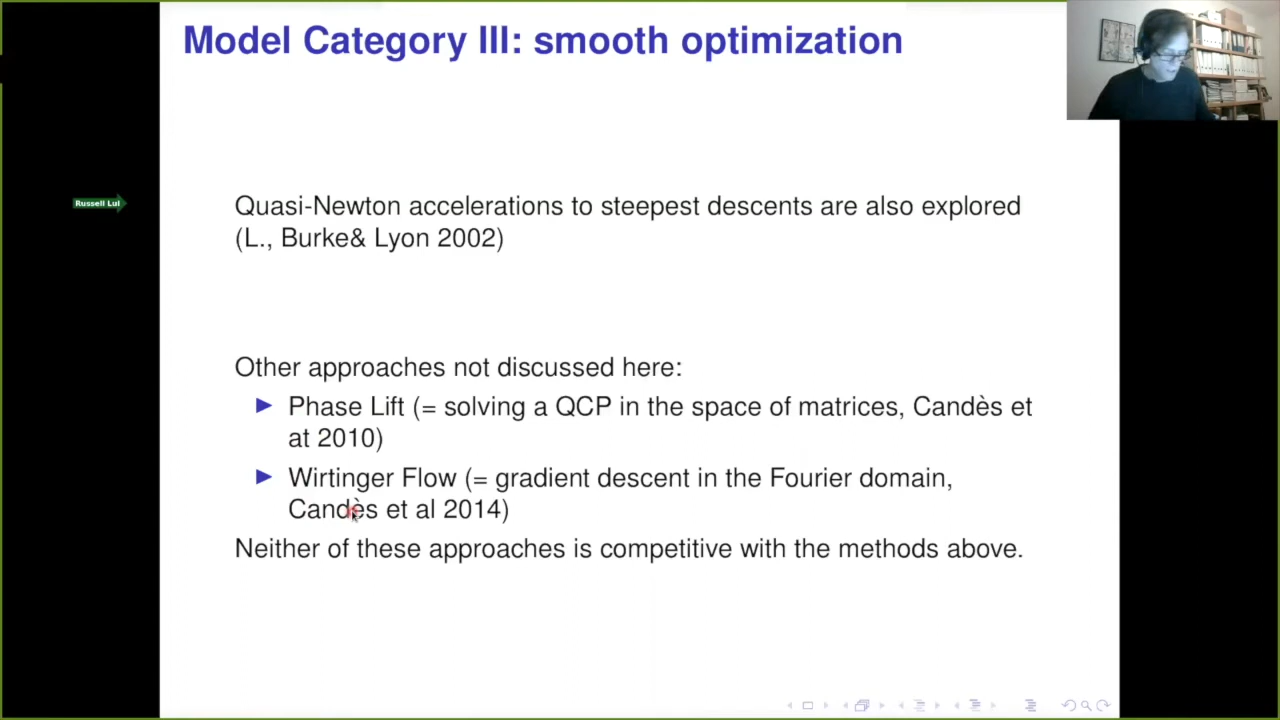 Model Category III: smooth optimization
Russell Lul
Quasi-Newton accelerations to steepest descents are also explored
(L., Burke& Lyon 2002)
Other approaches not discussed here:
Phase Lift (= solving a QCP in the space of matrices, Candès et
at 2010)
Wirtinger Flow (= gradient descent in the Fourier domain,
Candès et al 2014)
Neither of these approaches is competitive with the methods above.